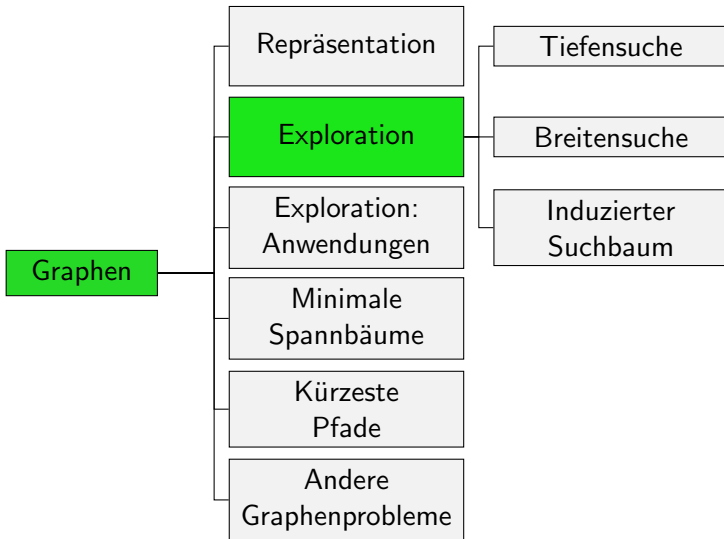 Graphen
Repräsentation
Exploration
Exploration:
Anwendungen
Minimale
Spannbäume
Kürzeste
Pfade
Andere
Graphenprobleme
Tiefensuche
Breitensuche
Induzierter
Suchbaum